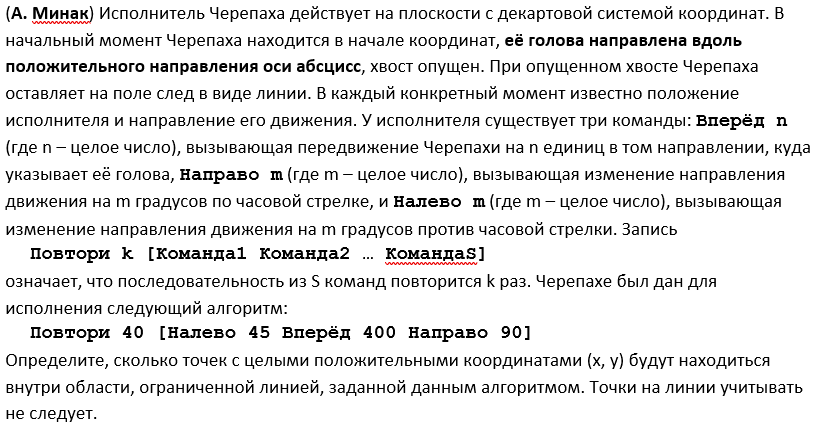 (А. Минак) Исполнитель Черепаха действует на плоскости с декартовой системой координат. В
начальный момент Черепаха находится в начале координат, её голова направлена вдоль
положительного направления оси абсцисс, хвост опущен. При опущенном хвосте Черепаха
оставляет на поле след в виде линии. В каждый конкретный момент известно положение
исполнителя и направление его движения. У исполнителя существует три команды: Вперёд n
(где n – целое число), вызывающая передвижение Черепахи на n единиц в том направлении, куда
указывает её голова, Направо m (где m – целое число), вызывающая изменение направления
движения на m градусов по часовой стрелке, и Налево m (где m – целое число), вызывающая
изменение направления движения на m градусов против часовой стрелки. Запись
Повтори k [Команда1 Команда2 … КомандаS]
означает, что последовательность из S команд повторится k раз. Черепахе был дан для
исполнения следующий алгоритм:
Повтори 40 [Налево 45 Вперёд 400 Направо 90]
Определите, сколько точек с целыми положительными координатами (x, y) будут находиться
внутри области, ограниченной линией, заданной данным алгоритмом. Точки на линии учитывать
не следует.